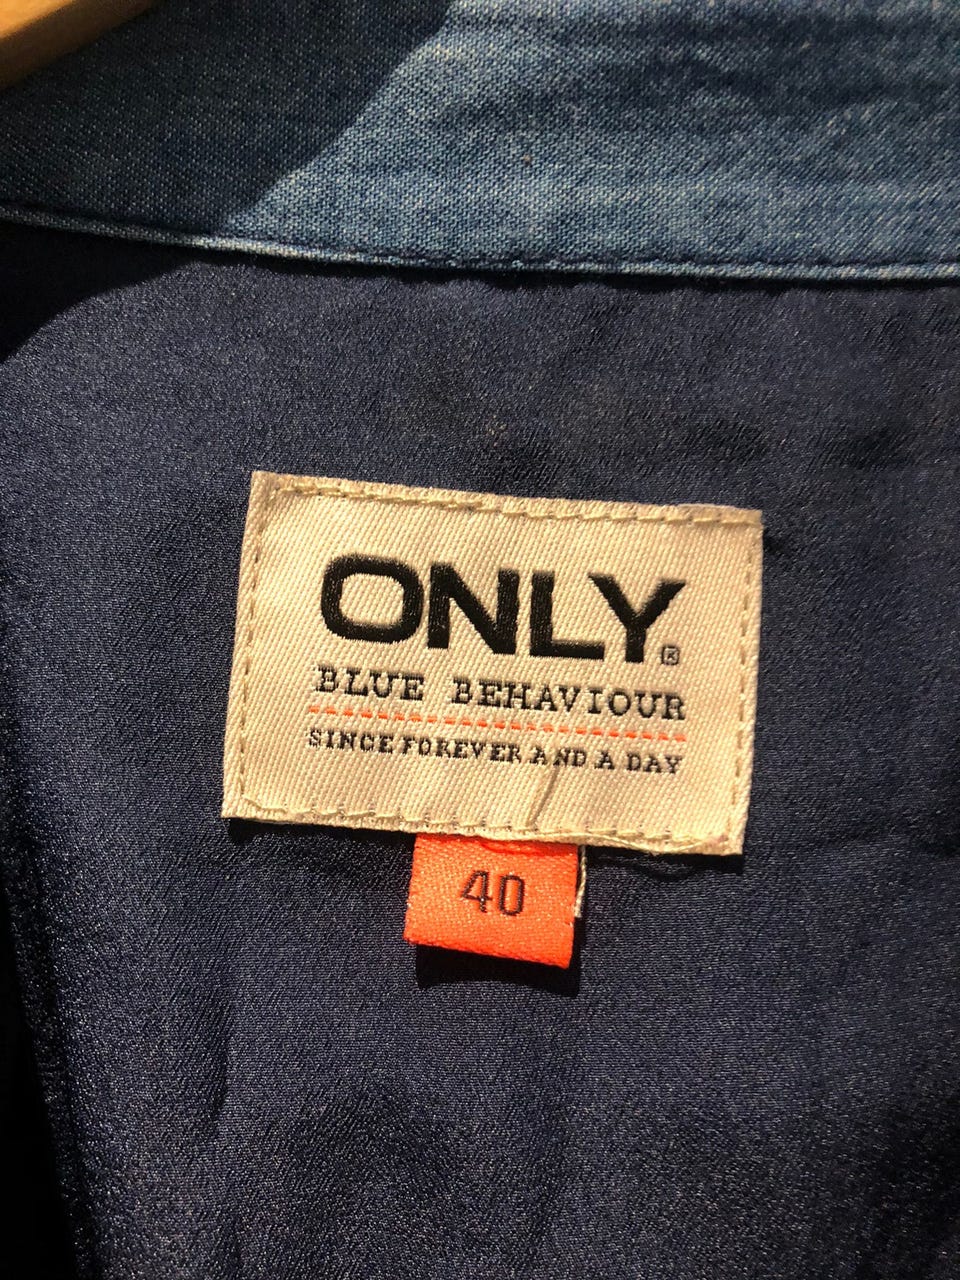 ONLY®
BLUE BEHAVIOUR
SINCE FOREVER AND A DAY
40